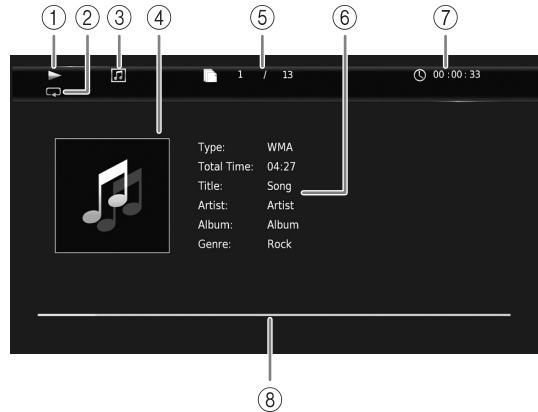 ① ② ③ ④ ⑤ ⑥ ⑦
1 / 13 00:00:33
Type: WMA
Total Time: 04:27
Title: Song
Artist: Artist
Album: Album
Genre: Rock
⑧